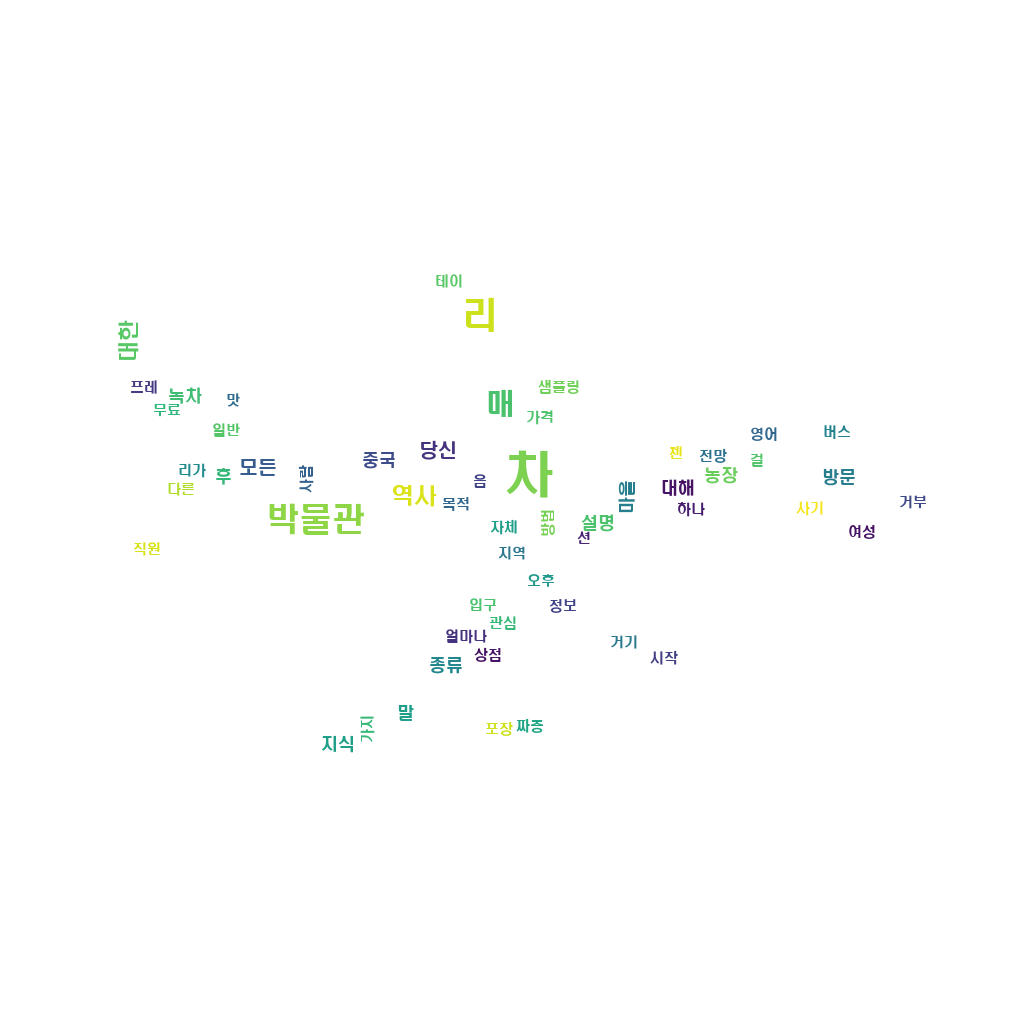 테이
리
대한
프레
녹차
무료
맛
매
샘플링
가격
일반
당신
중국
영어
버스
젠
전망
걸
리가
후
모든
사람
음
차
다른
역사
목적
마을
대해
농장
방문
하나
사기
거부
박물관
자체
방법
설명
션
여성
직원
지역
오후
입구
정보
관심
얼마나
상점
종류
거기
시작
말
가지
지식
포장
짜증